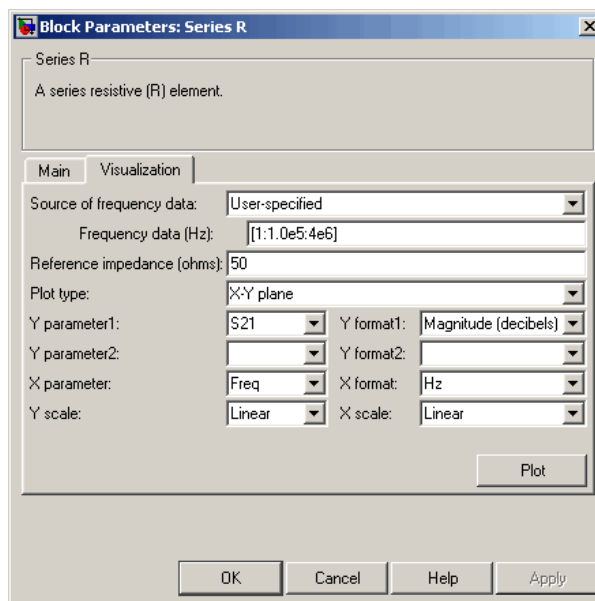 Block Parameters: Series R
Series R
A series resistive (R) element.
Main Visualization
Source of frequency data: User-specified
Frequency data (Hz): [1:1.0e5:4e6]
Reference impedance (ohms): 50
Plot type: X-Y plane
Y parameter1: S21 Y format1: Magnitude (decibels)
Y parameter2: Y format2:
X parameter: Freq X format: Hz
Y scale: Linear X scale: Linear
Plot
OK Cancel Help Apply